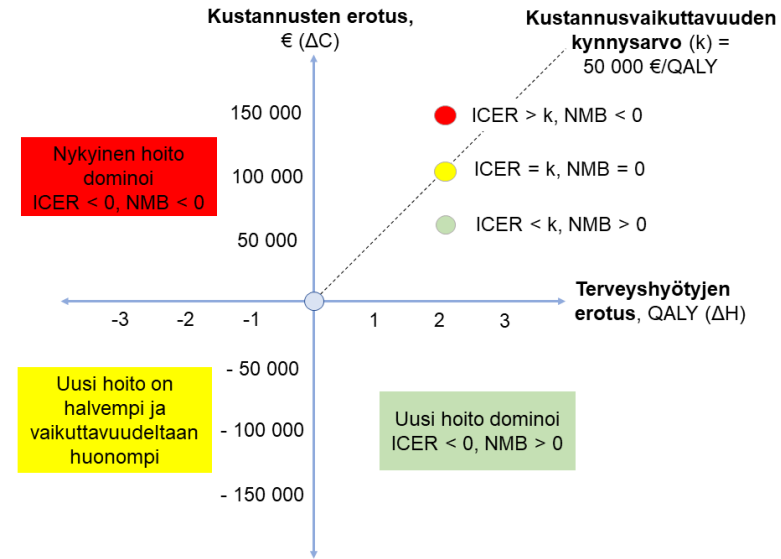 Kustannusten erotus,
€ (ΔC)
Kustannusvaikuttavuuden
kynnysarvo (k) =
50 000 €/QALY
150 000
100 000
50 000
ICER > k, NMB < 0
ICER = k, NMB = 0
ICER < k, NMB > 0
Nykyinen hoito
dominoi
ICER < 0, NMB < 0
Terveyshyötyjen
erotus, QALY (ΔH)
-3 -2 -1 1 2 3
- 50 000
- 100 000
- 150 000
Uusi hoito on
halvempi ja
vaikuttavuudeltaan
huonompi
Uusi hoito dominoi
ICER < 0, NMB > 0